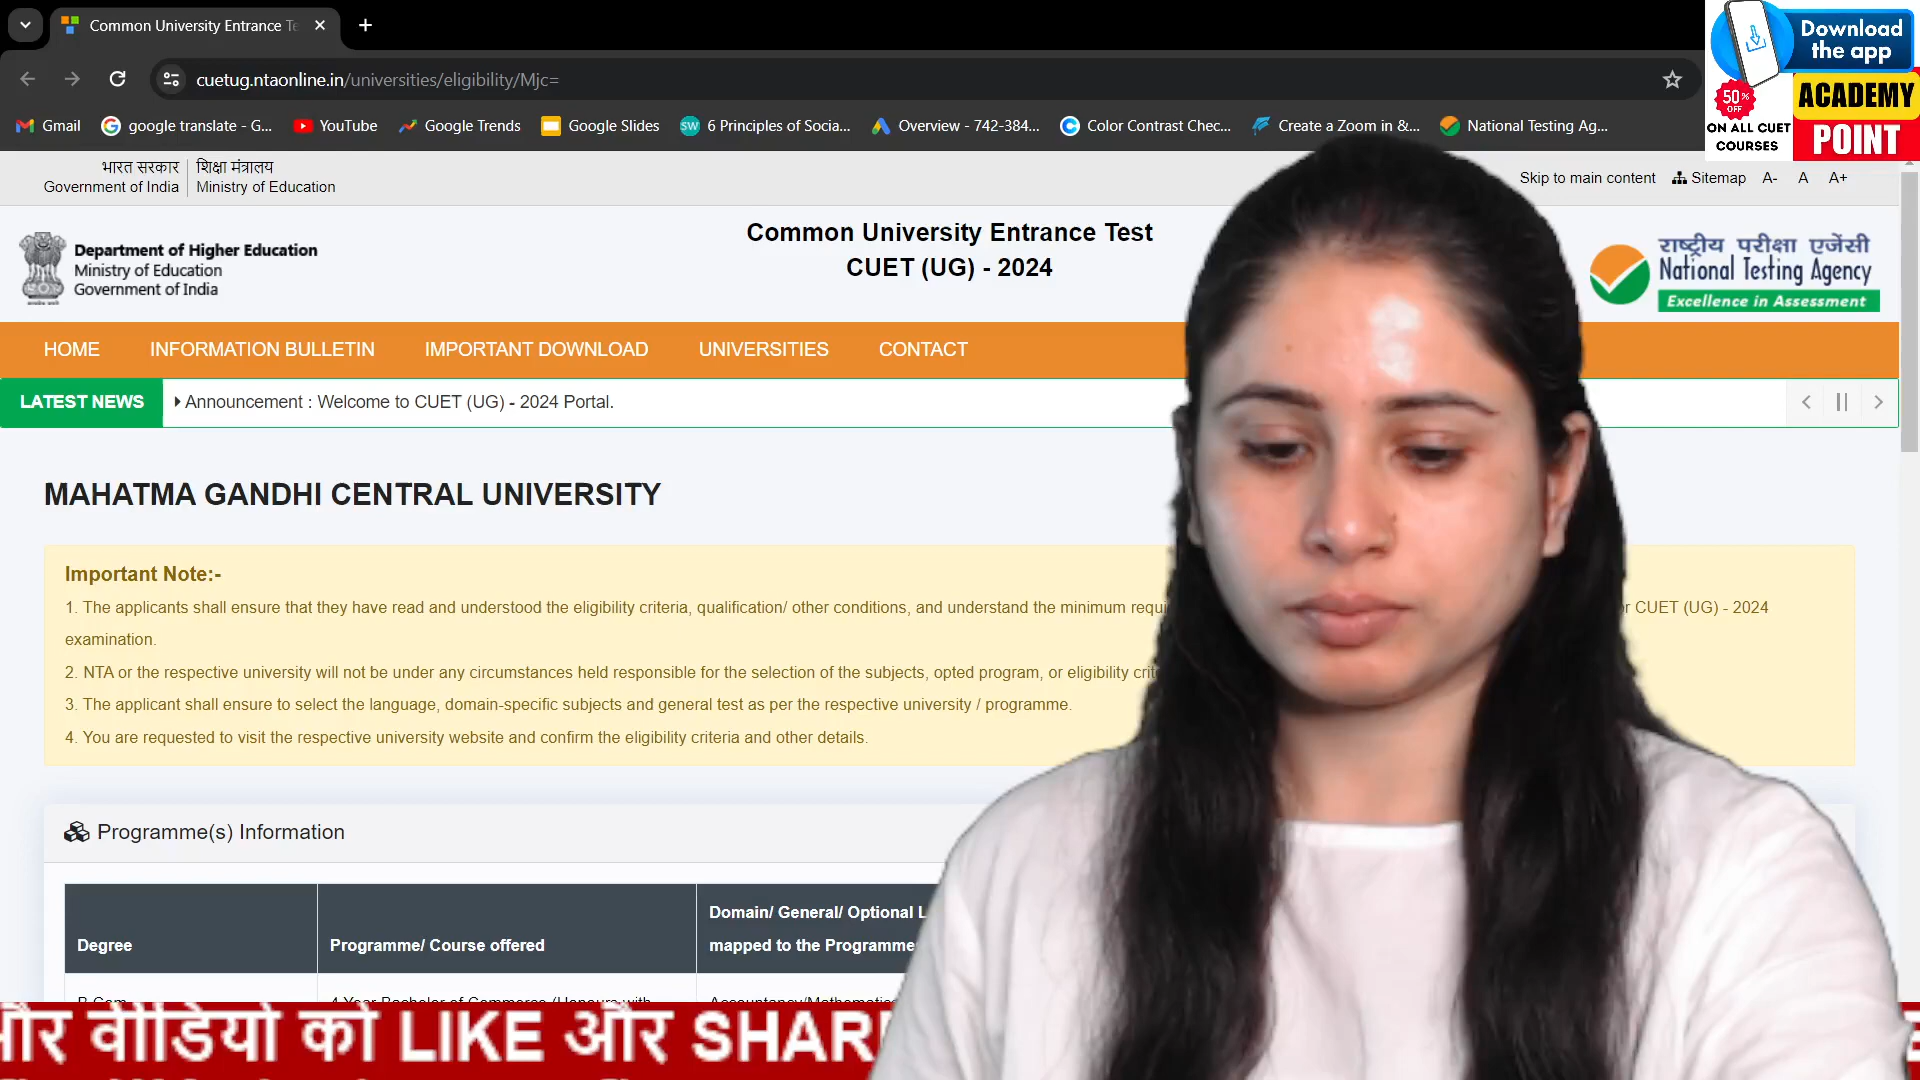 Common University Entrance Te
cuetug.ntaonline.in/universities/eligibility/Mjc=
Gmail
google translate - G...
YouTube
Google Trends
Google Slides
6 Principles of Socia...
Overview - 742-384...
Color Contrast Chec...
Create a Zoom in &...
National Testing Ag...
Download
the app
50%
OFF
ON ALL CUET
COURSES
ACADEMY
POINT
भारत सरकार
Government of India
शिक्षा मंत्रालय
Ministry of Education
Skip to main content
Sitemap
A-
A
A+
Department of Higher Education
Ministry of Education
Government of India
Common University Entrance Test
CUET (UG) - 2024
राष्ट्रीय परीक्षा एजेंसी
National Testing Agency
Excellence in Assessment
HOME
INFORMATION BULLETIN
IMPORTANT DOWNLOAD
UNIVERSITIES
CONTACT
LATEST NEWS
Announcement : Welcome to CUET (UG) - 2024 Portal.
MAHATMA GANDHI CENTRAL UNIVERSITY
Important Note:-
1. The applicants shall ensure that they have read and understood the eligibility criteria, qualification/ other conditions, and understand the minimum CUET (UG) - 2024
examination.
2. NTA or the respective university will not be under any circumstances held responsible for the selection of the subjects, opted program, or eligibility
3. The applicant shall ensure to select the language, domain-specific subjects and general test as per the respective university / programme.
4. You are requested to visit the respective university website and confirm the eligibility criteria and other details.
Programme(s) Information
Degree
Programme/ Course offered
Domain/ General/ Optional
mapped to the Programme
और वीडियो को LIKE और SHAR